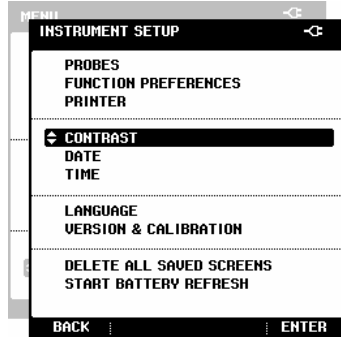 MENU
INSTRUMENT SETUP
PROBES
FUNCTION PREFERENCES
PRINTER
CONTRAST
DATE
TIME
LANGUAGE
VERSION & CALIBRATION
DELETE ALL SAVED SCREENS
START BATTERY REFRESH
BACK
ENTER